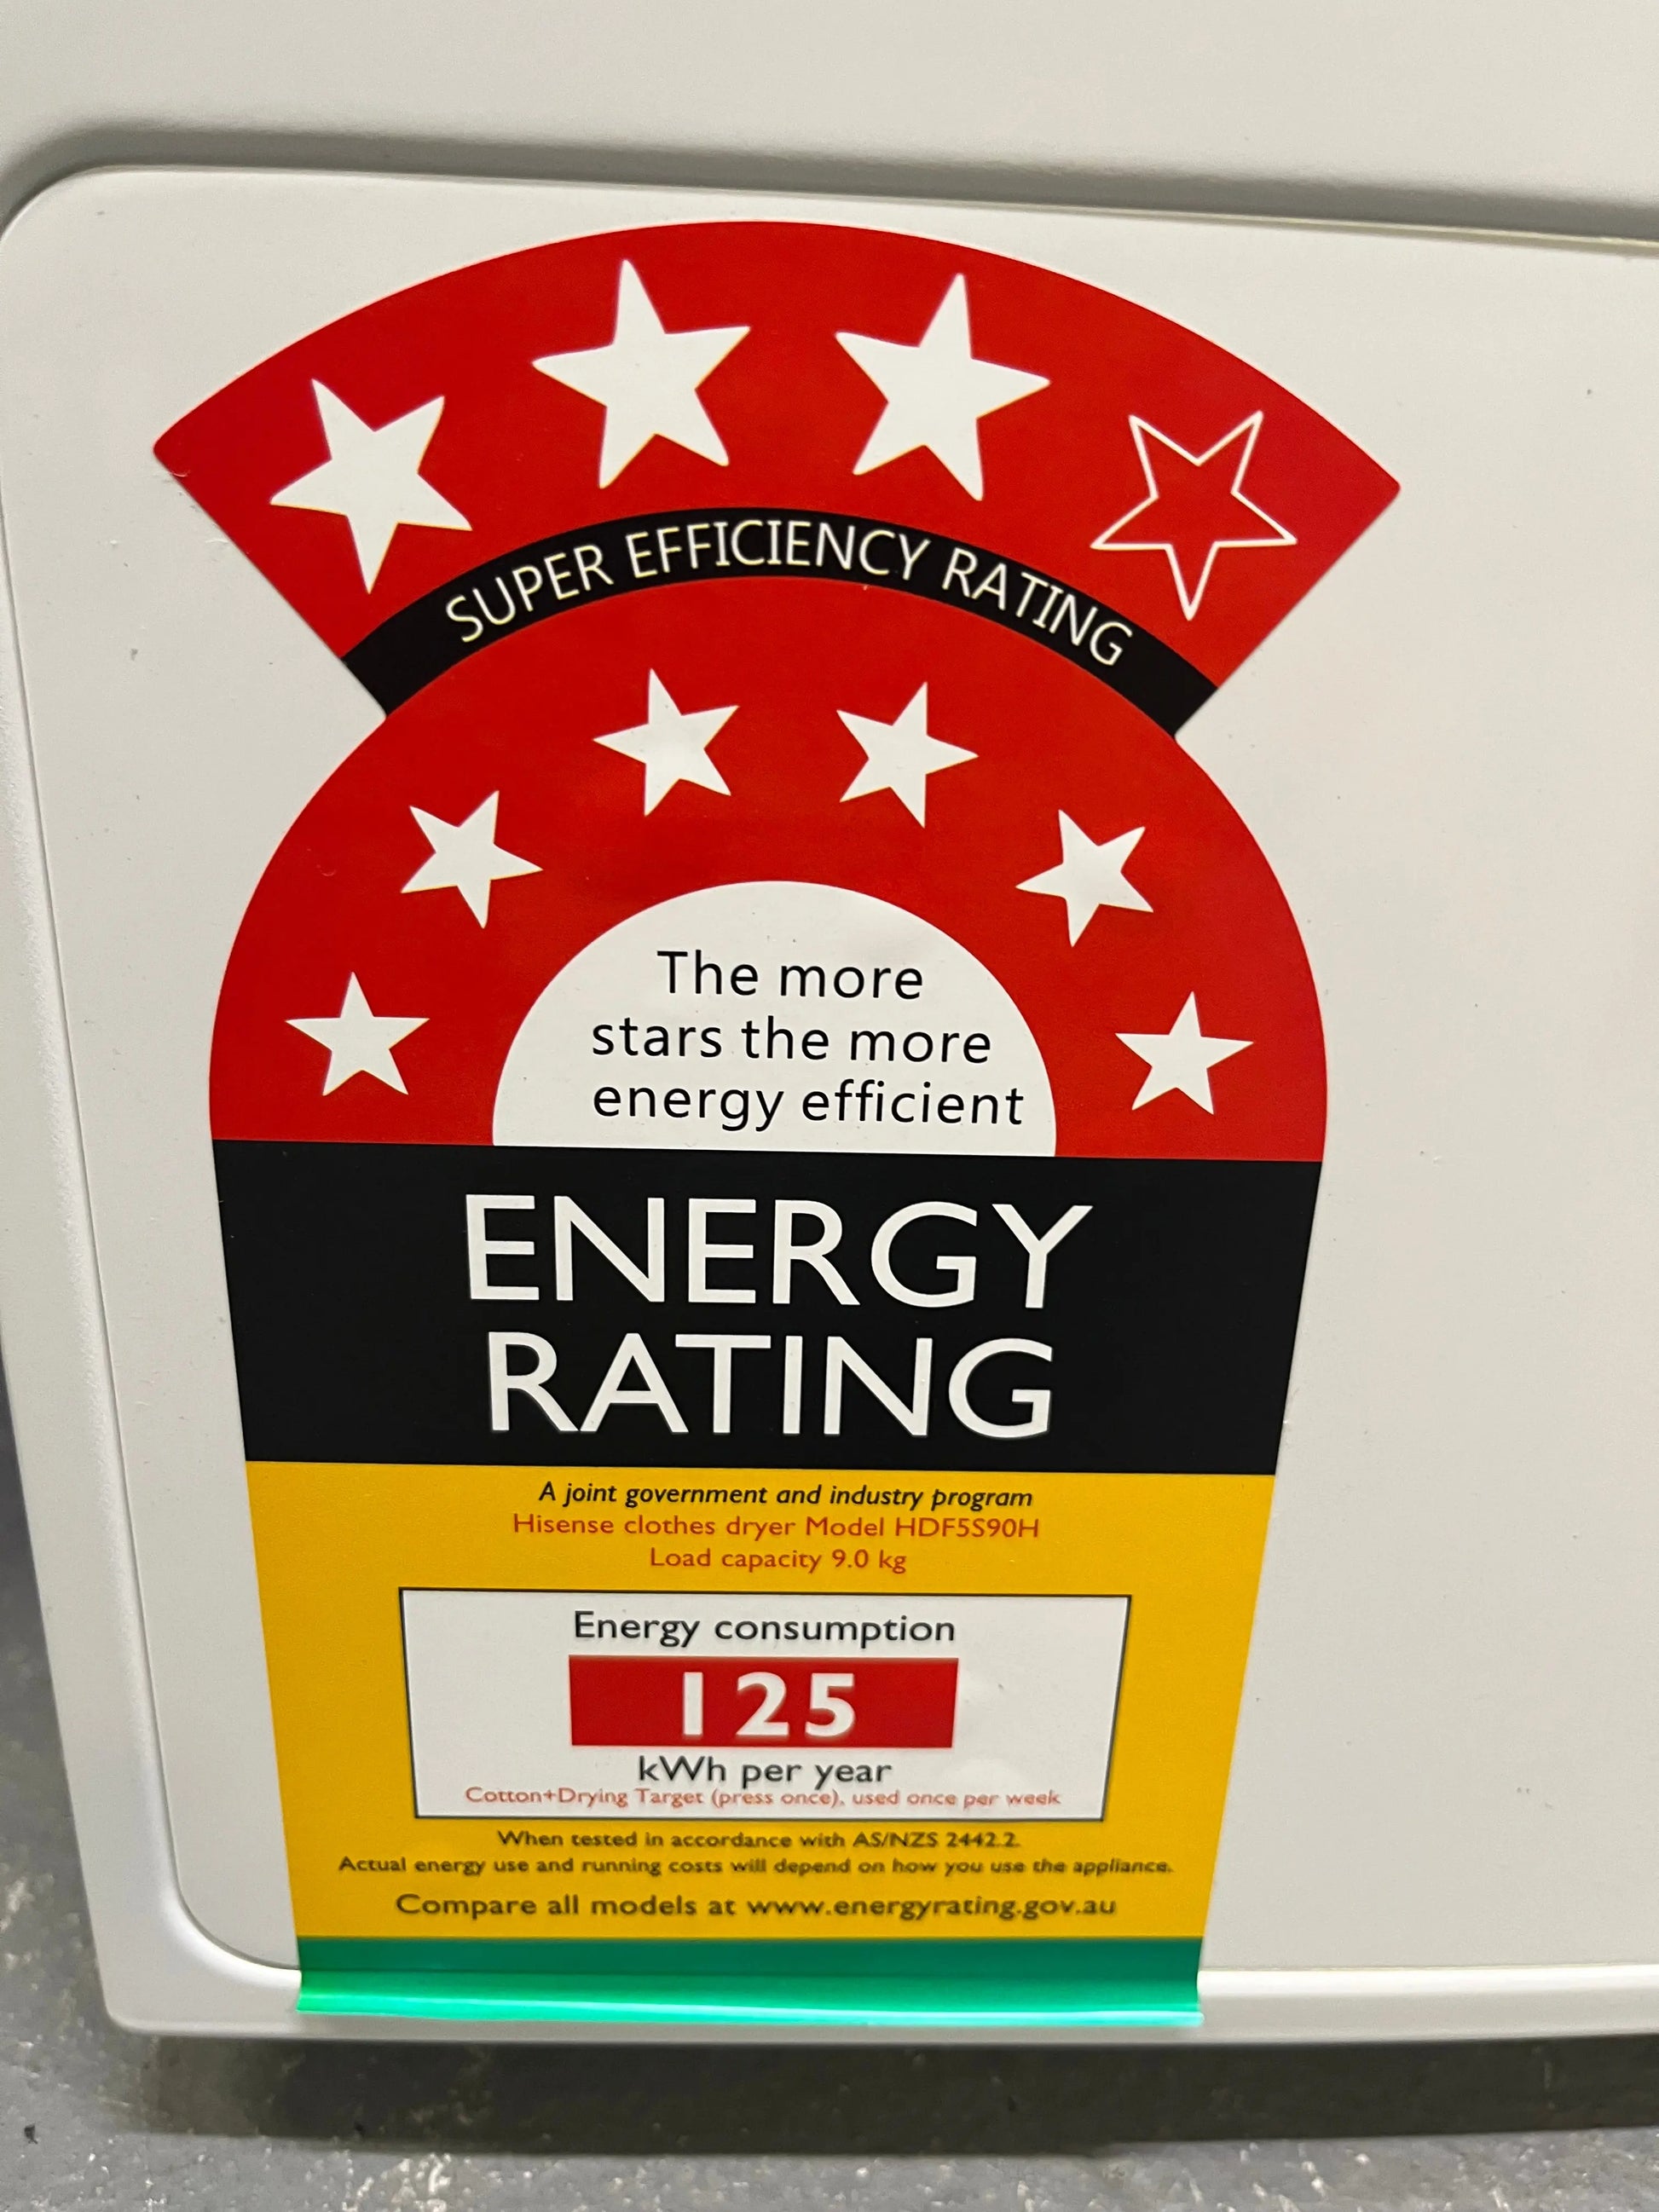 SUPER EFFICIENCY RATING
The more
stars the more
energy efficient
ENERGY
RATING
A joint government and industry program
Hisense clothes dryer Model HDF5S90H
Load capacity 9.0 kg
Energy consumption
125
kWh per year
Cotton+Drying Target (press once), used once per week
When tested in accordance with AS/NZS 2442.2.
Actual energy use and running costs will depend on how you use the appliance.
Compare all models at www.energyrating.gov.au